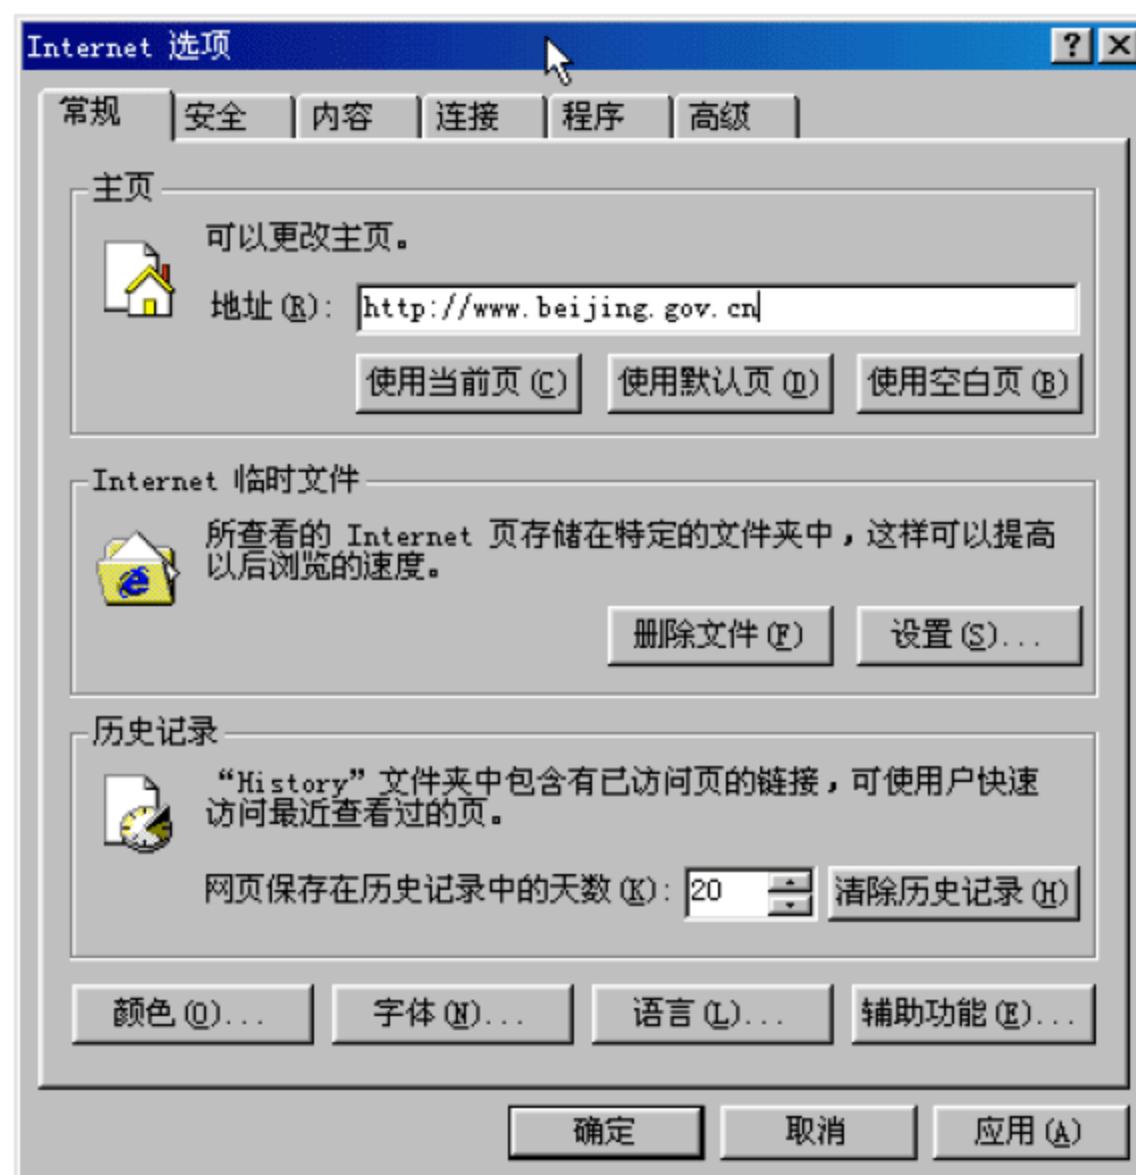 Internet 选项
常规 安全 内容 连接 程序 高级
主页
可以更改主页。
地址(R): http://www.beijing.gov.cn
使用当前页(C) 使用默认页(D) 使用空白页(B)
Internet 临时文件
所查看的 Internet 页存储在特定的文件夹中，这样可以提高
以后浏览的速度。
删除文件(F) 设置(S)...
历史记录
“History”文件夹中包含有已访问页的链接，可使用户快速
访问最近查看过的页。
网页保存在历史记录中的天数(K): 20 清除历史记录(H)
颜色(O)... 字体(N)... 语言(L)... 辅助功能(E)...
确定 取消 应用(A)